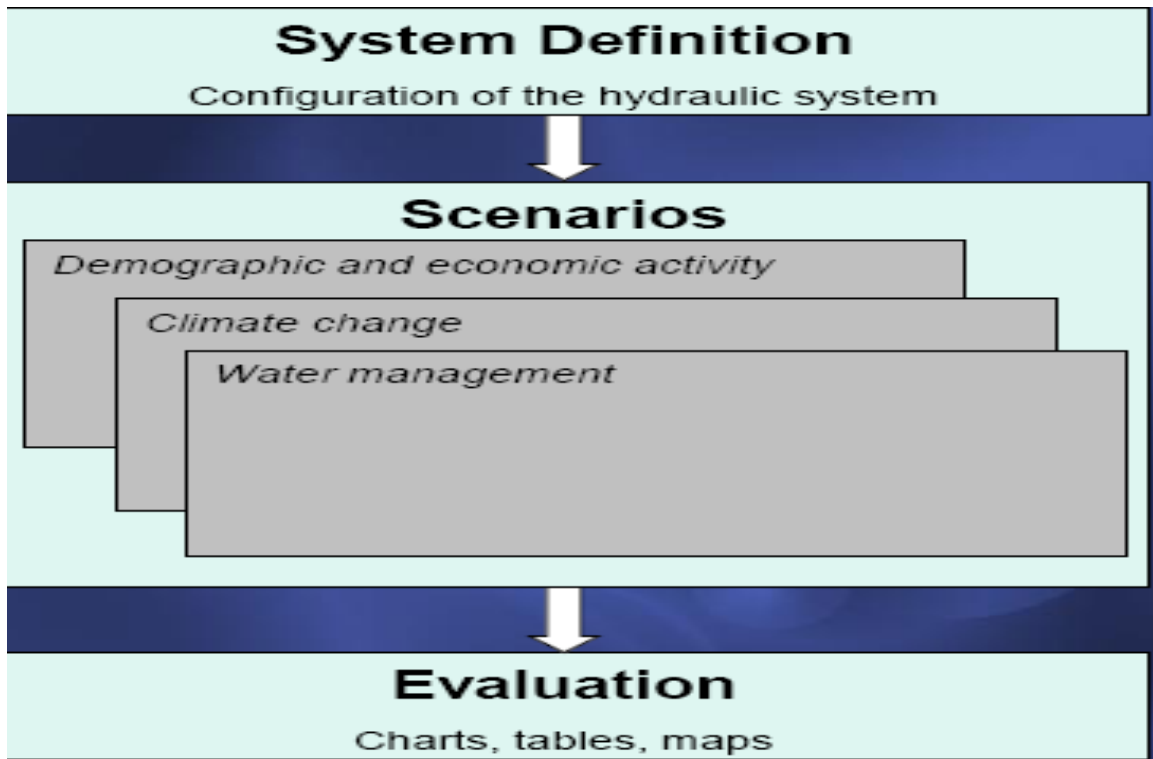 System Definition
Configuration of the hydraulic system
Scenarios
Demographic and economic activity
Climate change
Water management
Evaluation
Charts, tables, maps